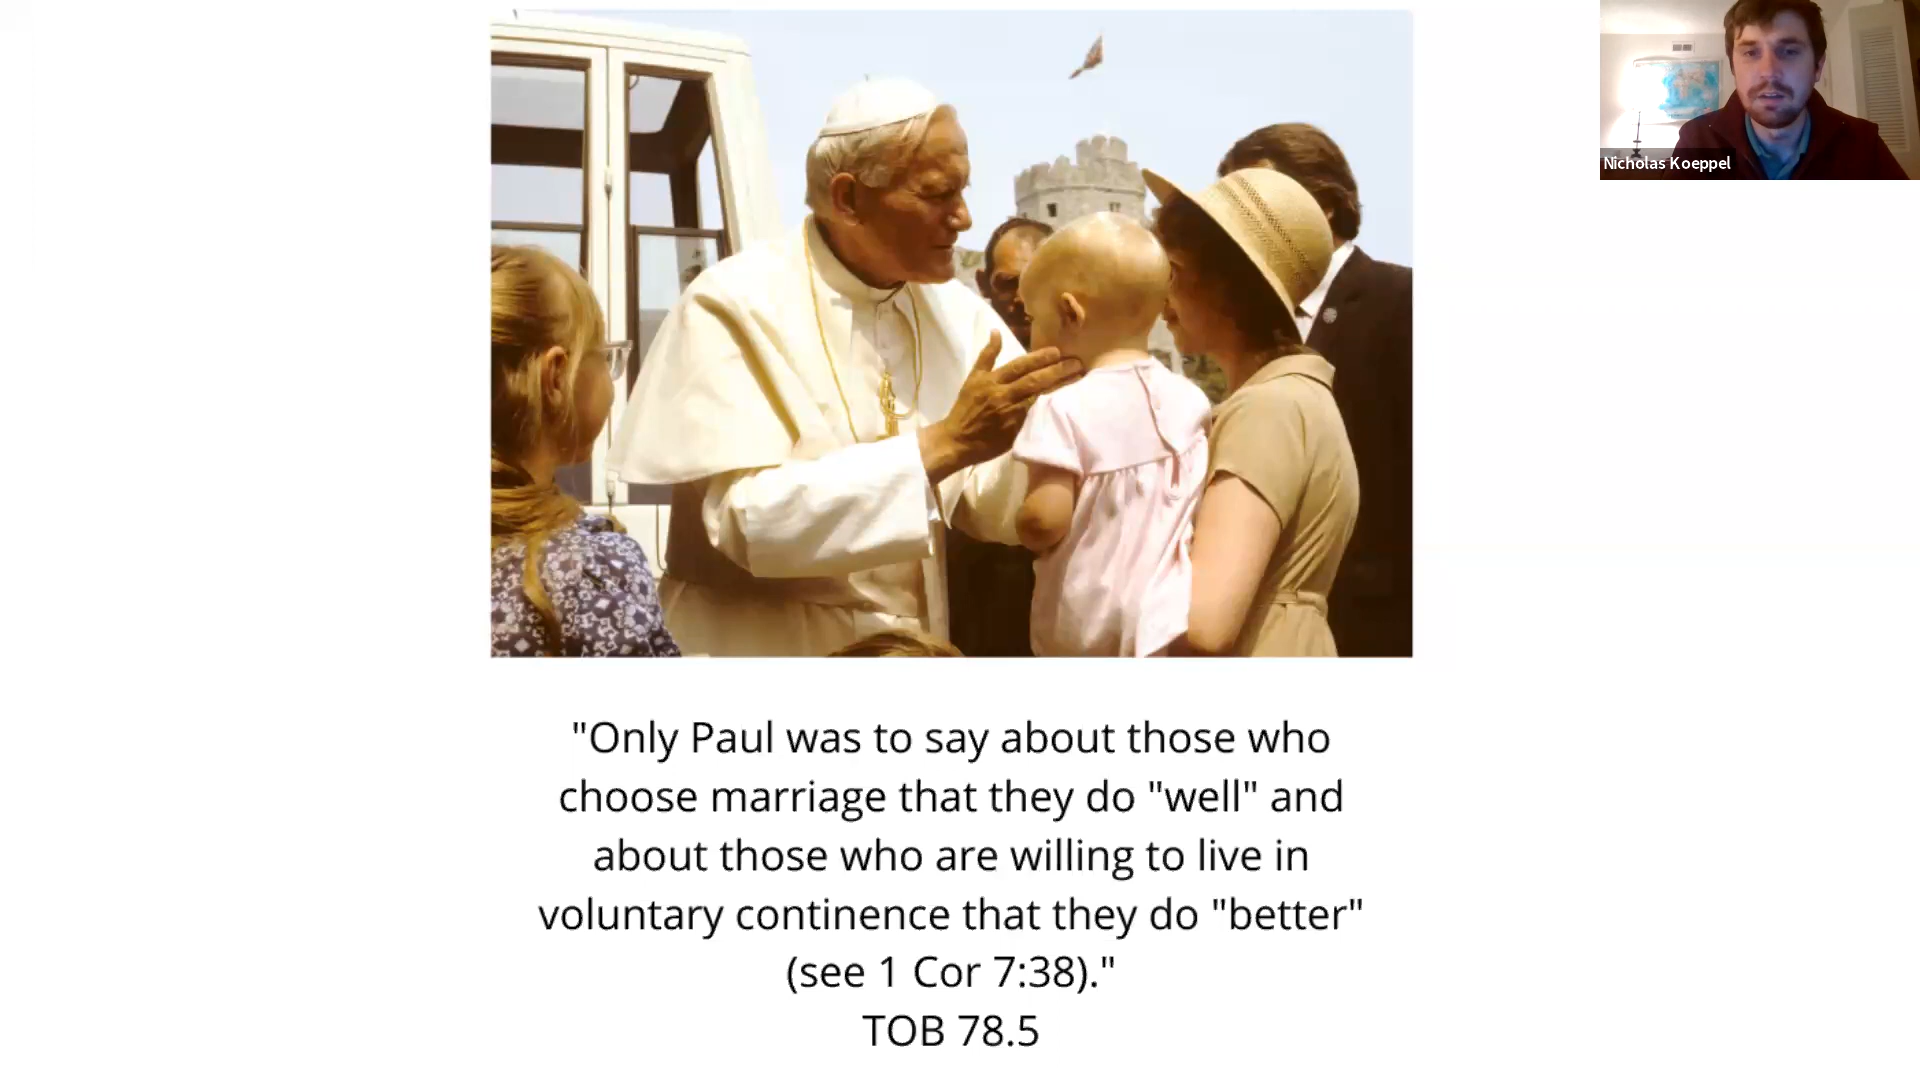 Nicholas Koeppel
"Only Paul was to say about those who
choose marriage that they do "well" and
about those who are willing to live in
voluntary continence that they do "better"
(see 1 Cor 7:38)."
TOB 78.5